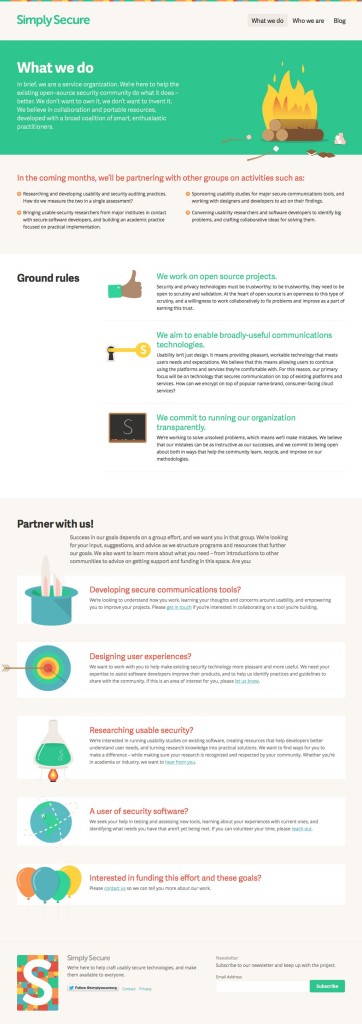 Simply Secure
What we do
Who we are
Blog
What we do
In brief, we are a service organization. We're here to help the
existing open-source security community do what it does –
better. We don't want to own it, we don't want to invent it.
We believe in collaboration and portable resources,
developed with a broad coalition of smart, enthusiastic
practitioners.
In the coming months, we'll be partnering with other groups on activities such as:
Researching and developing usability and security auditing practices.
How do we measure the two in a single assessment?
Bringing usable-security researchers from major institutes in contact
with secure-software developers, and building an academic practice
focused on practical implementation.
Sponsoring usability studies for major secure-communications tools, and
working with designers and developers to act on their findings.
Convening usability researchers and software developers to identify big
problems, and crafting collaborative ideas for solving them.
Ground rules
We work on open source projects.
Security and privacy technologies must be trustworthy; to be trustworthy, they need to be
open to scrutiny and validation. At the heart of open source is an openness to this type of
scrutiny, and a willingness to work collaboratively to fix problems and improve as a part of
earning this trust.
S
We aim to enable broadly-useful communications
technologies.
Usability isn't just design. It means providing pleasant, workable technology that meets
users needs and expectations. We believe that this means allowing users to continue
using the platforms and services they're comfortable with. For this reason, our primary
focus will be on technology that secures communication on top of existing platforms and
services. How can we encrypt on top of popular name-brand, consumer-facing cloud
services?
S
We commit to running our organization
transparently.
We're working to solve unsolved problems, which means we'll make mistakes. We believe
that our mistakes can be as instructive as our successes, and we commit to being open
about both in ways that help the community learn, recycle, and improve on our
methodologies.
Partner with us!
Success in our goals depends on a group effort, and we want you in that group. We're looking
for your input, suggestions, and advice as we structure programs and resources that further
our goals. We also want to learn more about what you need – from introductions to other
communities to advice on getting support and funding in this space. Are you:
Developing secure communications tools?
We're looking to understand how you work, learning your thoughts and concerns around usability, and empowering
you to improve your projects. Please get in touch if you're interested in collaborating on a tool you're building.
Designing user experiences?
We want to work with you to help make existing security technology more pleasant and more useful. We need your
expertise to assist software developers improve their products, and to help us identify practices and guidelines to
share with the community. If this is an area of interest for you, please let us know.
Researching usable security?
We're interested in running usability studies on existing software, creating resources that help developers better
understand user needs, and turning research knowledge into practical solutions. We want to find ways for you to
make a difference – while making sure your research is recognized and respected by your community. Whether you're
in academia or industry, we want to hear from you.
A user of security software?
We seek your help in testing and assessing new tools, learning about your experiences with current ones, and
identifying what needs you have that aren't yet being met. If you can volunteer your time, please reach out.
Interested in funding this effort and these goals?
Please contact us so we can tell you more about our work.
S
Simply Secure
We're here to help craft usably secure technologies, and make
them available to everyone.
Follow @simplysecureorg
Contact
Privacy
Newsletter
Subscribe to our newsletter and keep up with the project.
Email Address
Subscribe